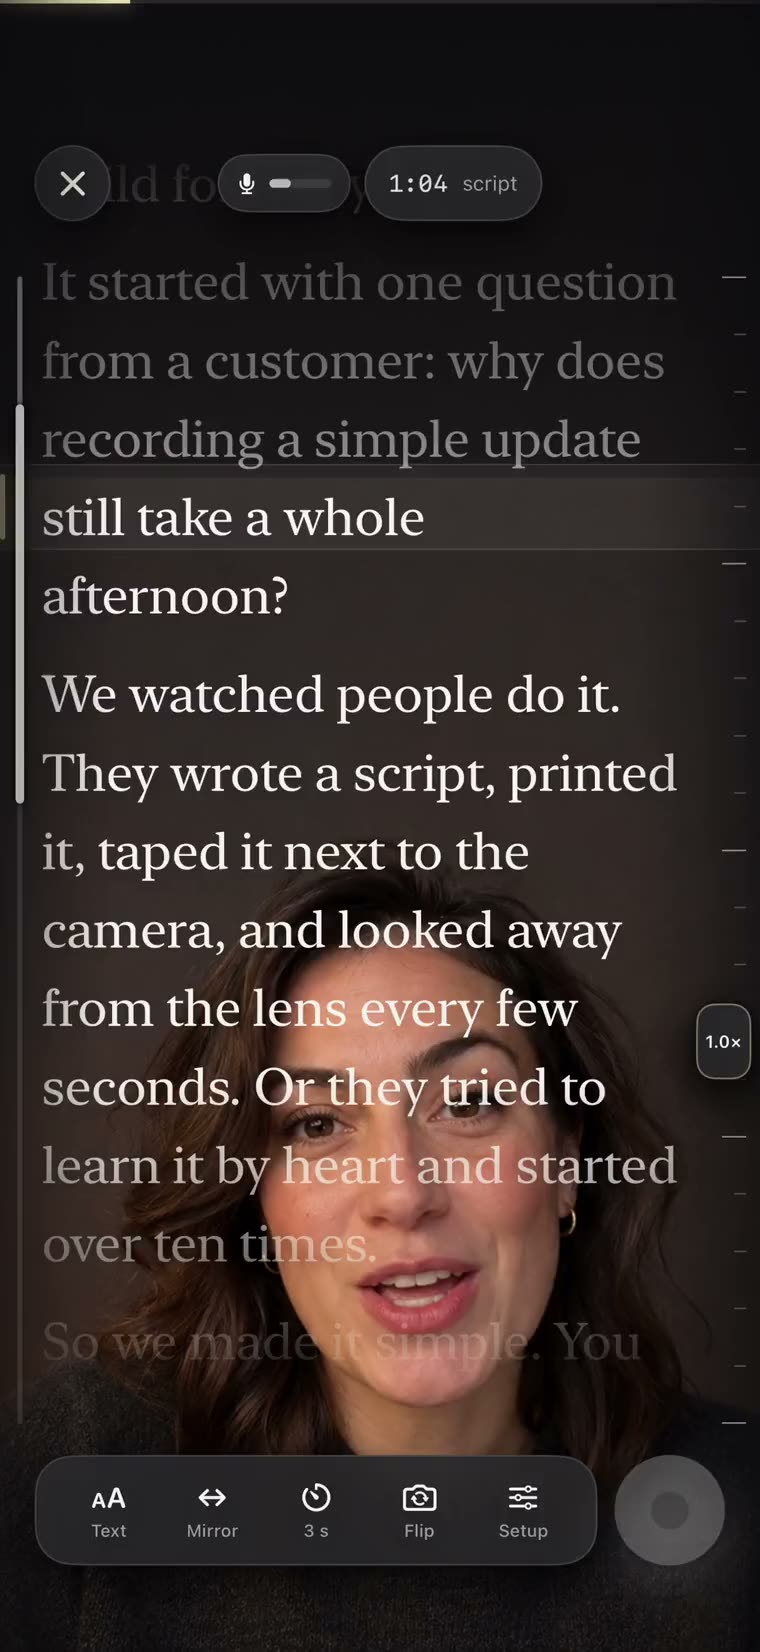 ild fo y
1:04 script
It started with one question
from a customer: why does
recording a simple update
still take a whole
afternoon?
We watched people do it.
They wrote a script, printed
it, taped it next to the
camera, and looked away
from the lens every few
seconds. Or they tried to
learn it by heart and started
over ten times.
So we made it simple. You
1.0×
AA
Text
Mirror
3 s
Flip
Setup